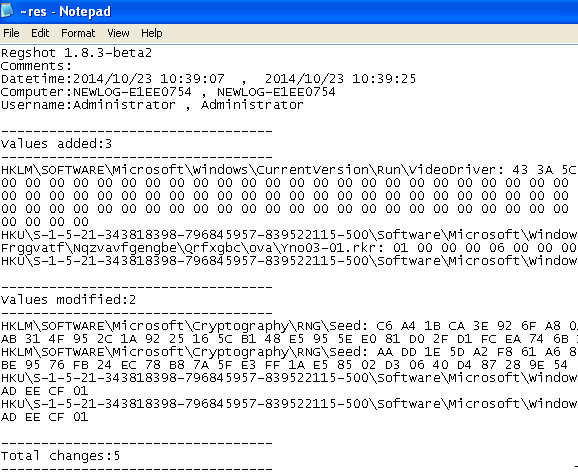 ~res - Notepad
File Edit Format View Help
Regshot 1.8.3-beta2
Comments:
Datetime:2014/10/23 10:39:07  ,  2014/10/23 10:39:25
Computer:NEWLOG-E1EE0754 , NEWLOG-E1EE0754
Username:Administrator , Administrator
----------------------------------
Values added:3
----------------------------------
HKLM\SOFTWARE\Microsoft\Windows\CurrentVersion\Run\VideoDriver: 43 3A 5C
00 00 00 00 00 00 00 00 00 00 00 00 00 00 00 00 00 00 00 00 00 00 00 00
00 00 00 00 00 00 00 00 00 00 00 00 00 00 00 00 00 00 00 00 00 00 00 00
00 00 00 00 00 00 00 00 00 00 00 00 00 00 00 00 00 00 00 00 00 00 00 00
00 00 00 00
HKU\S-1-5-21-343818398-796845957-839522115-500\Software\Microsoft\Window
Frggvatf\Nqzvavfgengbe\Qrfxgbc\ova\Yno03-01.rkr: 01 00 00 00 06 00 00 00
HKU\S-1-5-21-343818398-796845957-839522115-500\Software\Microsoft\Window
----------------------------------
Values modified:2
----------------------------------
HKLM\SOFTWARE\Microsoft\Cryptography\RNG\Seed: C6 A4 1B CA 3E 92 6F A8
AB 31 4F 95 2C 1A 92 25 16 5C B1 48 E5 95 5E E0 81 D0 2F D1 FC EA 74 6B
HKLM\SOFTWARE\Microsoft\Cryptography\RNG\Seed: AA DD 1E 5D A2 F8 61 A6
BE 95 76 FB 24 EC 78 B8 7A 5F E3 FF 1A E5 85 02 D3 06 40 D4 87 28 9E 54
HKU\S-1-5-21-343818398-796845957-839522115-500\Software\Microsoft\Window
AD EE CF 01
HKU\S-1-5-21-343818398-796845957-839522115-500\Software\Microsoft\Window
AD EE CF 01
----------------------------------
Total changes:5
----------------------------------